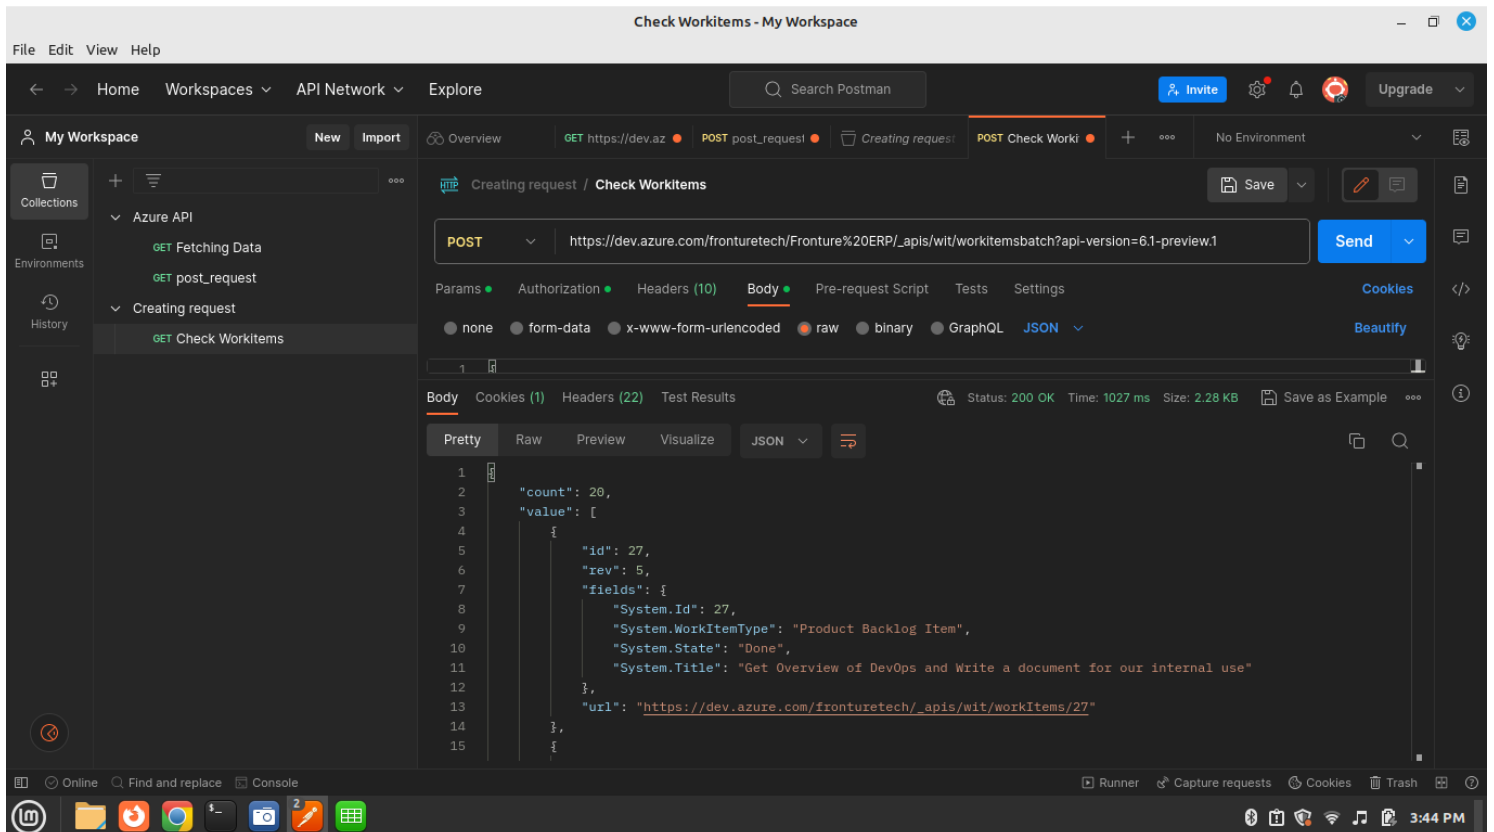 Check Workitems - My Workspace
File Edit View Help
Home Workspaces API Network Explore Search Postman Invite Upgrade
My Workspace New Import Overview GET https://dev.az POST post_request Creating request POST Check Worki No Environment
Creating request / Check Workitems Save
Collections
Azure API
GET Fetching Data
GET post_request
Creating request
GET Check Workitems
Environments
History
POST https://dev.azure.com/fronturetech/Fronture%20ERP/_apis/wit/workitemsbatch?api-version=6.1-preview.1 Send
Params Authorization Headers (10) Body Pre-request Script Tests Settings Cookies
none form-data x-www-form-urlencoded raw binary GraphQL JSON Beautify
1 {
Body Cookies (1) Headers (22) Test Results Status: 200 OK Time: 1027 ms Size: 2.28 KB Save as Example
Pretty Raw Preview Visualize JSON
1 {
2 "count": 20,
3 "value": [
4 {
5 "id": 27,
6 "rev": 5,
7 "fields": {
8 "System.Id": 27,
9 "System.WorkItemType": "Product Backlog Item",
10 "System.State": "Done",
11 "System.Title": "Get Overview of DevOps and Write a document for our internal use"
12 },
13 "url": "https://dev.azure.com/fronturetech/_apis/wit/workItems/27"
14 },
15 {
Online Find and replace Console Runner Capture requests Cookies Trash
2
3:44 PM